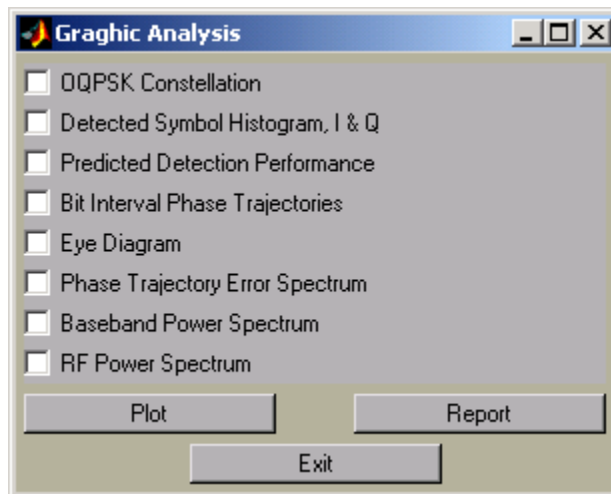 Graghic Analysis
OQPSK Constellation
Detected Symbol Histogram, I & Q
Predicted Detection Performance
Bit Interval Phase Trajectories
Eye Diagram
Phase Trajectory Error Spectrum
Baseband Power Spectrum
RF Power Spectrum
Plot Report
Exit